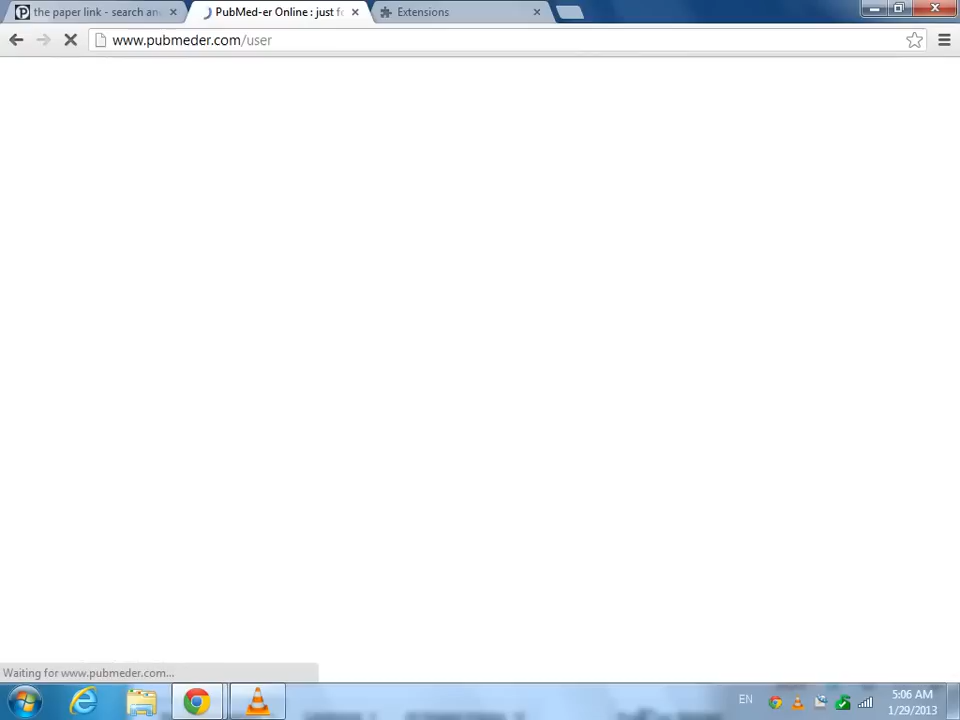 the paper link - search an
PubMed-er Online : just fo
Extensions
www.pubmeder.com/user
Waiting for www.pubmeder.com...
EN
5:06 AM
1/29/2013